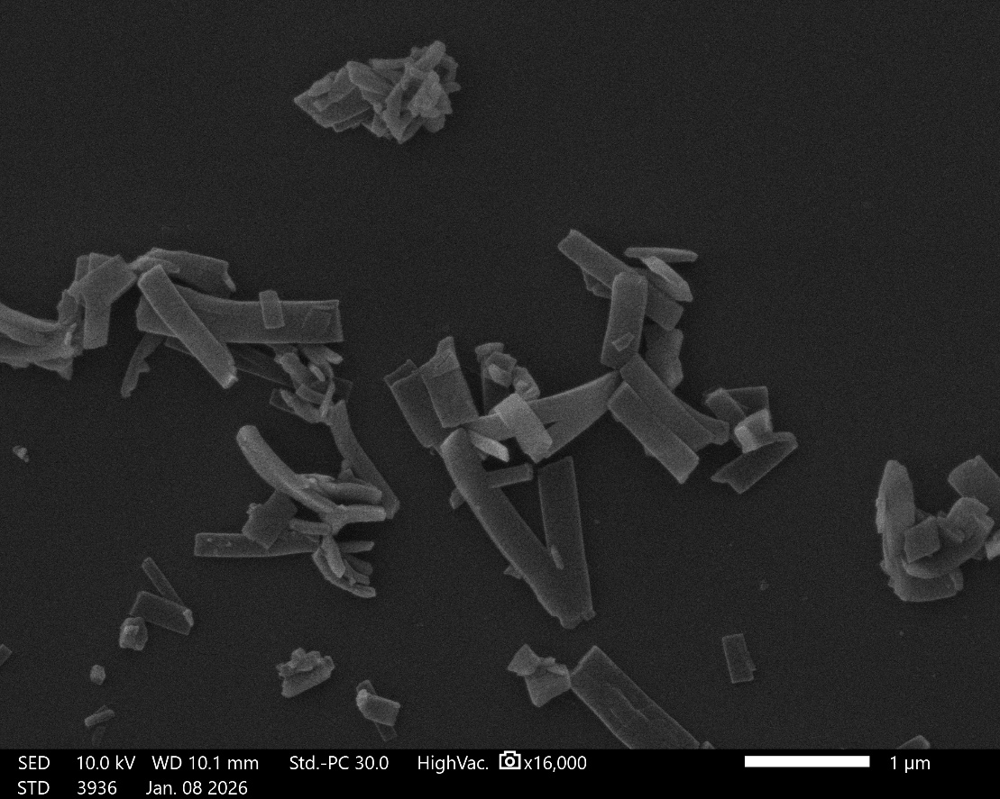 SED 10.0 kV WD 10.1 mm Std.-PC 30.0 HighVac. x16,000 1 µm
STD 3936 Jan. 08 2026